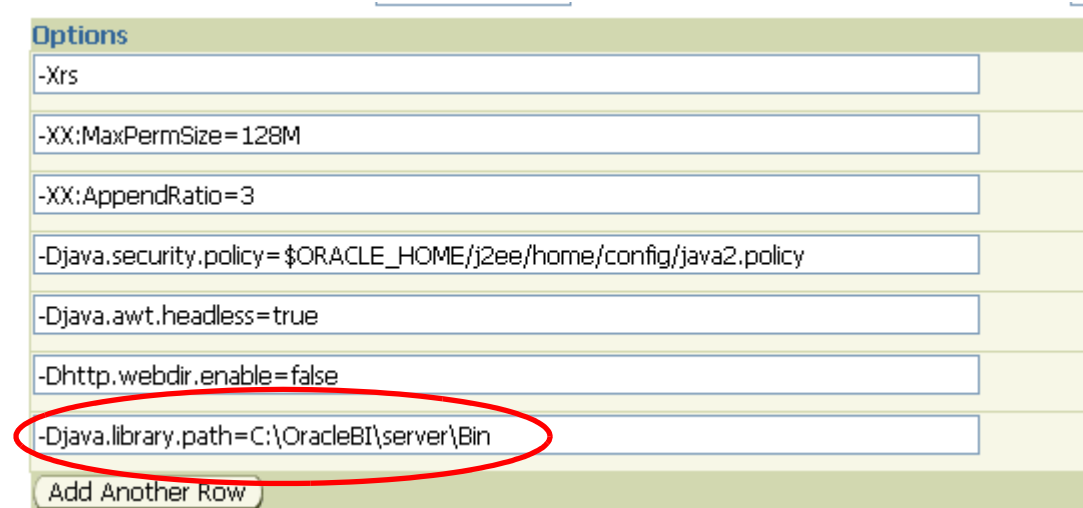 Options
-Xrs
-XX:MaxPermSize=128M
-XX:AppendRatio=3
-Djava.security.policy=$ORACLE_HOME/j2ee/home/config/java2.policy
-Djava.awt.headless=true
-Dhttp.webdir.enable=false
-Djava.library.path=C:\OracleBI\server\Bin
Add Another Row